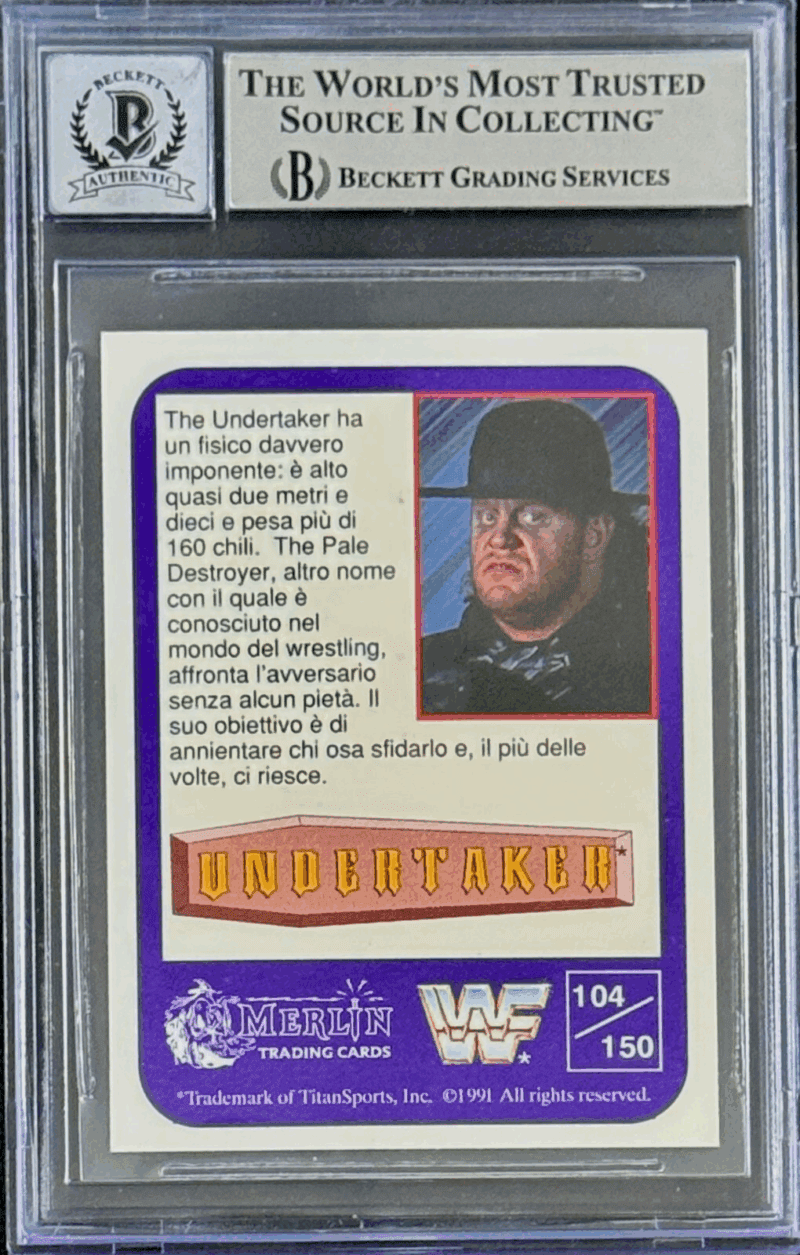 BECKETT
B
AUTHENTIC
THE WORLD'S MOST TRUSTED
SOURCE IN COLLECTING™
(B) BECKETT GRADING SERVICES
The Undertaker ha
un fisico davvero
imponente: è alto
quasi due metri e
dieci e pesa più di
160 chili. The Pale
Destroyer, altro nome
con il quale è
conosciuto nel
mondo del wrestling,
affronta l'avversario
senza alcun pietà. Il
suo obiettivo è di
annientare chi osa sfidarlo e, il più delle
volte, ci riesce.
UNDERTAKER*
MERLIN
TRADING CARDS
WF*
104
150
*Trademark of TitanSports, Inc. ©1991 All rights reserved.